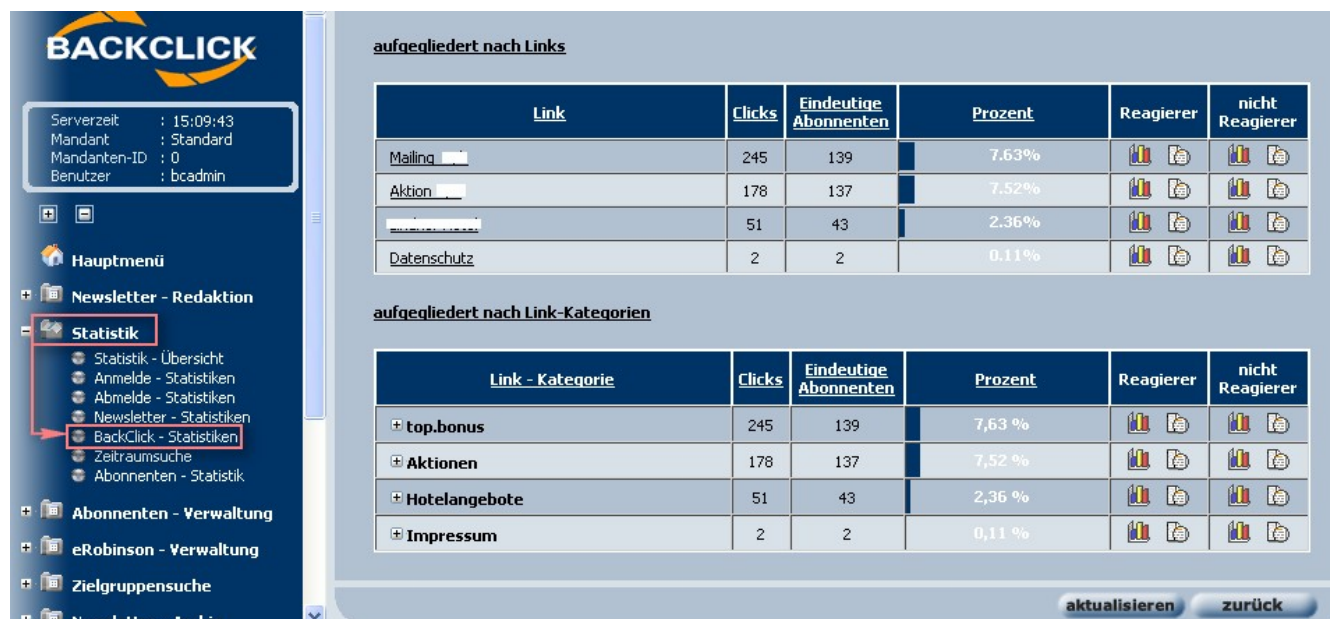 BACKCLICK
Serverzeit : 15:09:43
Mandant : Standard
Mandanten-ID : 0
Benutzer : bcadmin
Hauptmenü
Newsletter - Redaktion
Statistik
Statistik - Übersicht
Anmelde - Statistiken
Abmelde - Statistiken
Newsletter - Statistiken
BackClick - Statistiken
Zeitraumsuche
Abonnenten - Statistik
Abonnenten - Verwaltung
eRobinson - Verwaltung
Zielgruppensuche
aufgegliedert nach Links
Link Clicks Eindeutige Abonnenten Prozent Reagierer nicht Reagierer
Mailing 245 139 7.63%
Aktion 178 137 7.52%
51 43 2.36%
Datenschutz 2 2 0.11%
aufgegliedert nach Link-Kategorien
Link - Kategorie Clicks Eindeutige Abonnenten Prozent Reagierer nicht Reagierer
top.bonus 245 139 7,63 %
Aktionen 178 137 7,52 %
Hotelangebote 51 43 2,36 %
Impressum 2 2 0,11 %
aktualisieren zurück